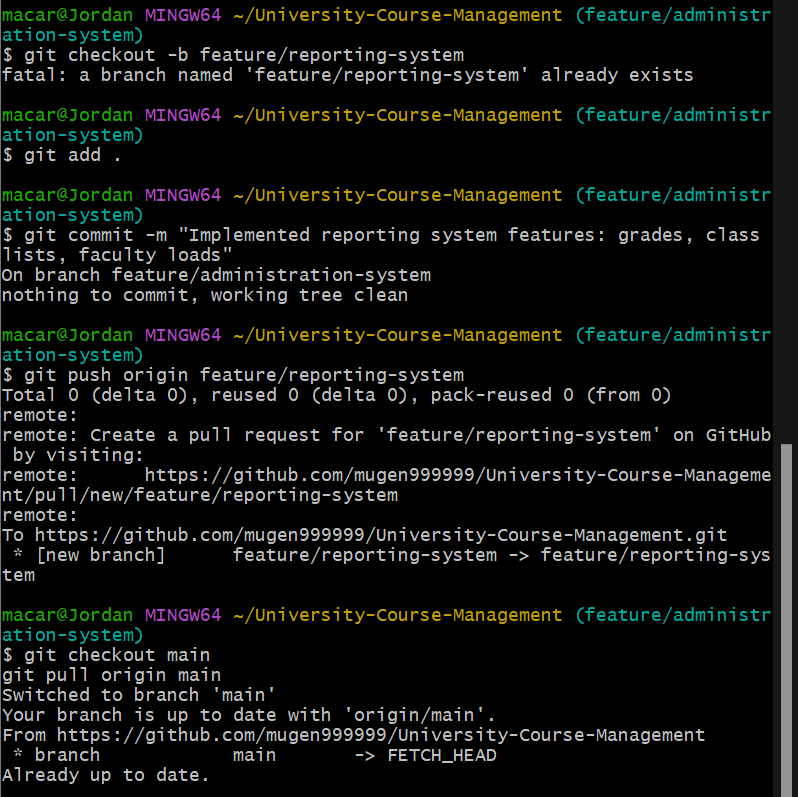 macar@Jordan MINGW64 ~/University-Course-Management (feature/administr
ation-system)
$ git checkout -b feature/reporting-system
fatal: a branch named 'feature/reporting-system' already exists
macar@Jordan MINGW64 ~/University-Course-Management (feature/administr
ation-system)
$ git add .
macar@Jordan MINGW64 ~/University-Course-Management (feature/administr
ation-system)
$ git commit -m "Implemented reporting system features: grades, class
lists, faculty loads"
On branch feature/administration-system
nothing to commit, working tree clean
macar@Jordan MINGW64 ~/University-Course-Management (feature/administr
ation-system)
$ git push origin feature/reporting-system
Total 0 (delta 0), reused 0 (delta 0), pack-reused 0 (from 0)
remote:
remote: Create a pull request for 'feature/reporting-system' on GitHub
 by visiting:
remote:      https://github.com/mugen999999/University-Course-Manageme
nt/pull/new/feature/reporting-system
remote:
To https://github.com/mugen999999/University-Course-Management.git
 * [new branch]      feature/reporting-system -> feature/reporting-sys
tem
macar@Jordan MINGW64 ~/University-Course-Management (feature/administr
ation-system)
$ git checkout main
git pull origin main
Switched to branch 'main'
Your branch is up to date with 'origin/main'.
From https://github.com/mugen999999/University-Course-Management
 * branch            main       -> FETCH_HEAD
Already up to date.